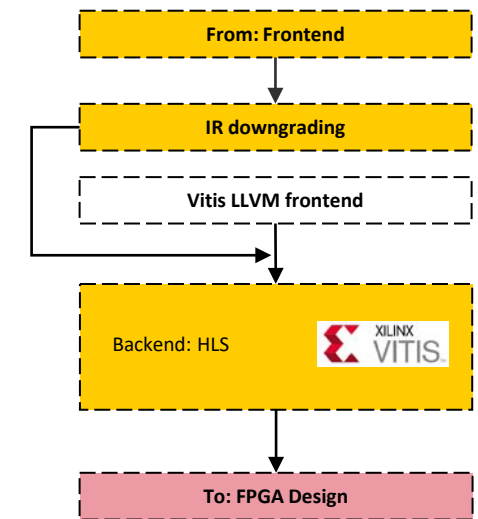 From: Frontend
IR downgrading
Vitis LLVM frontend
Backend: HLS
XILINX
VITIS
To: FPGA Design